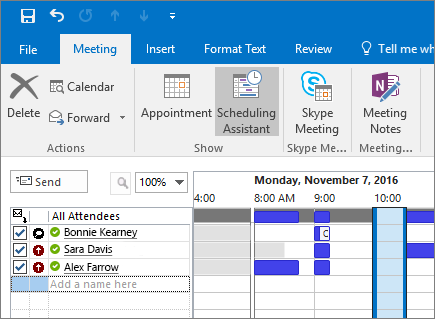 File Meeting Insert Format Text Review Tell me wh
Delete Calendar Forward Appointment Scheduling Assistant Skype Meeting Meeting Notes
Actions Show Skype Me... Meeting...
Send 100% Monday, November 7, 2016
4:00 8:00 AM 9:00 10:00
All Attendees
Bonnie Kearney
Sara Davis
Alex Farrow
Add a name here